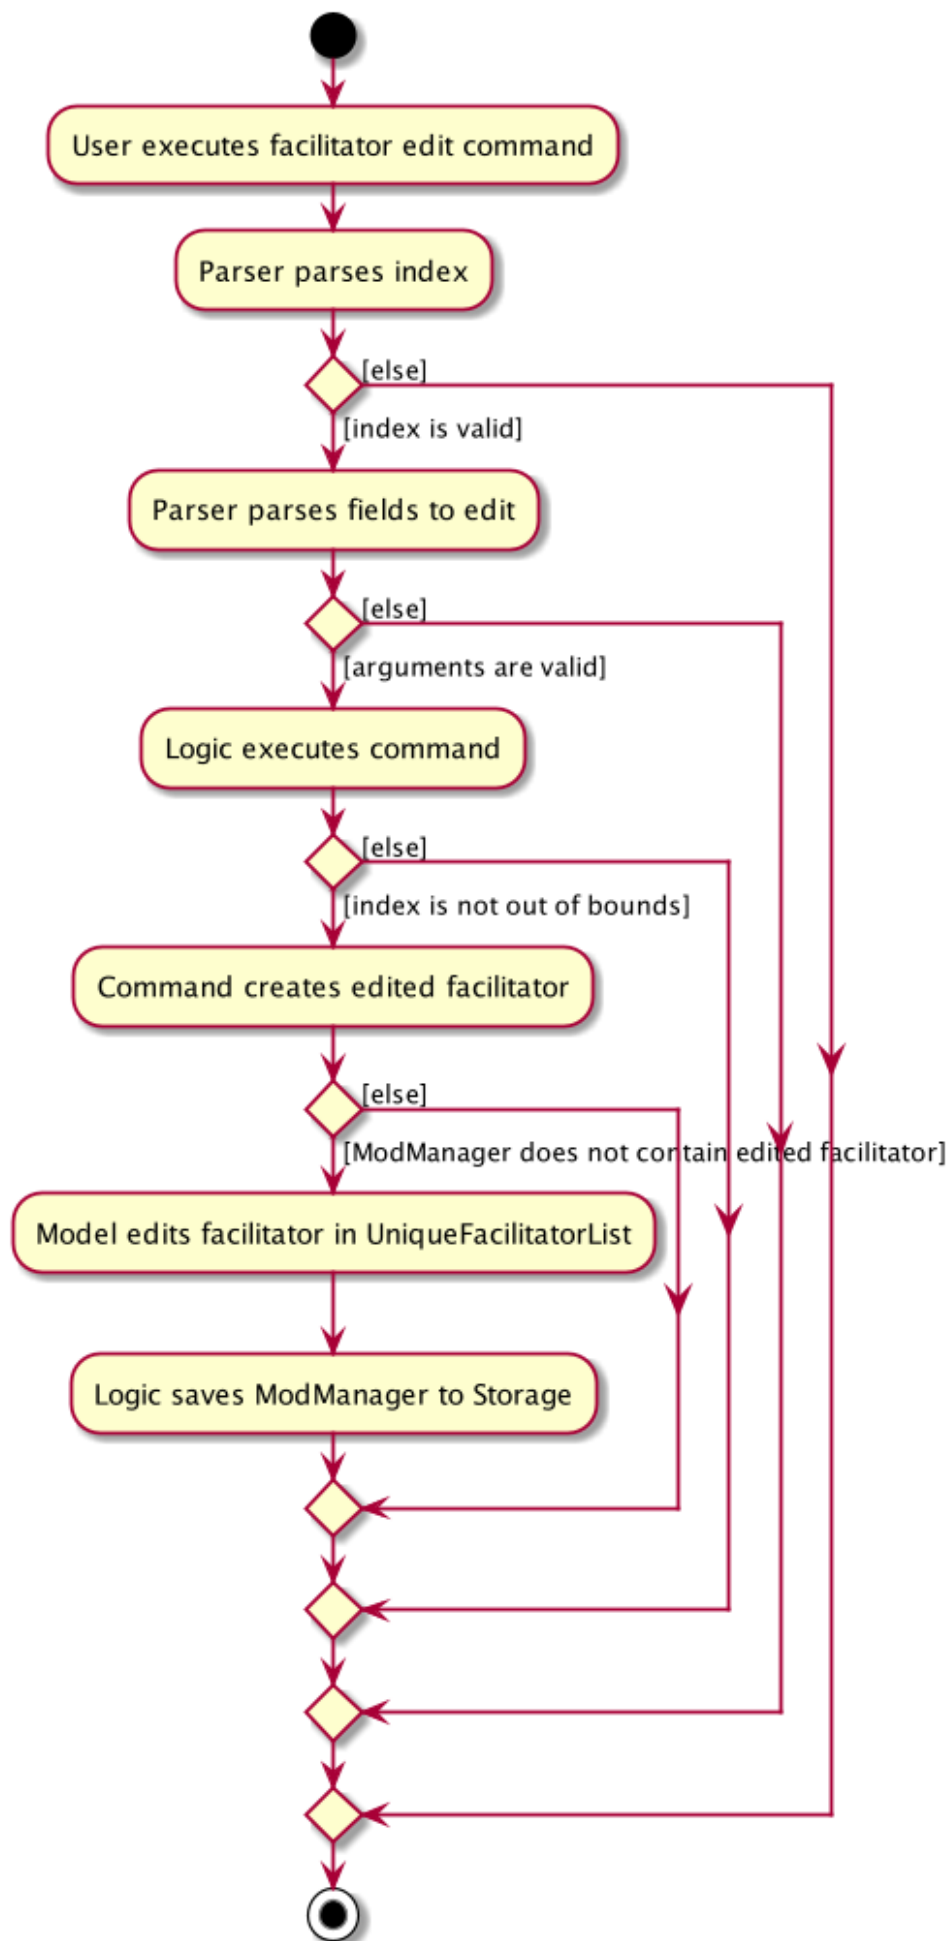 User executes facilitator edit command
Parser parses index
[else]
[index is valid]
Parser parses fields to edit
[else]
[arguments are valid]
Logic executes command
[else]
[index is not out of bounds]
Command creates edited facilitator
[else]
[ModManager does not contain edited facilitator]
Model edits facilitator in UniqueFacilitatorList
Logic saves ModManager to Storage